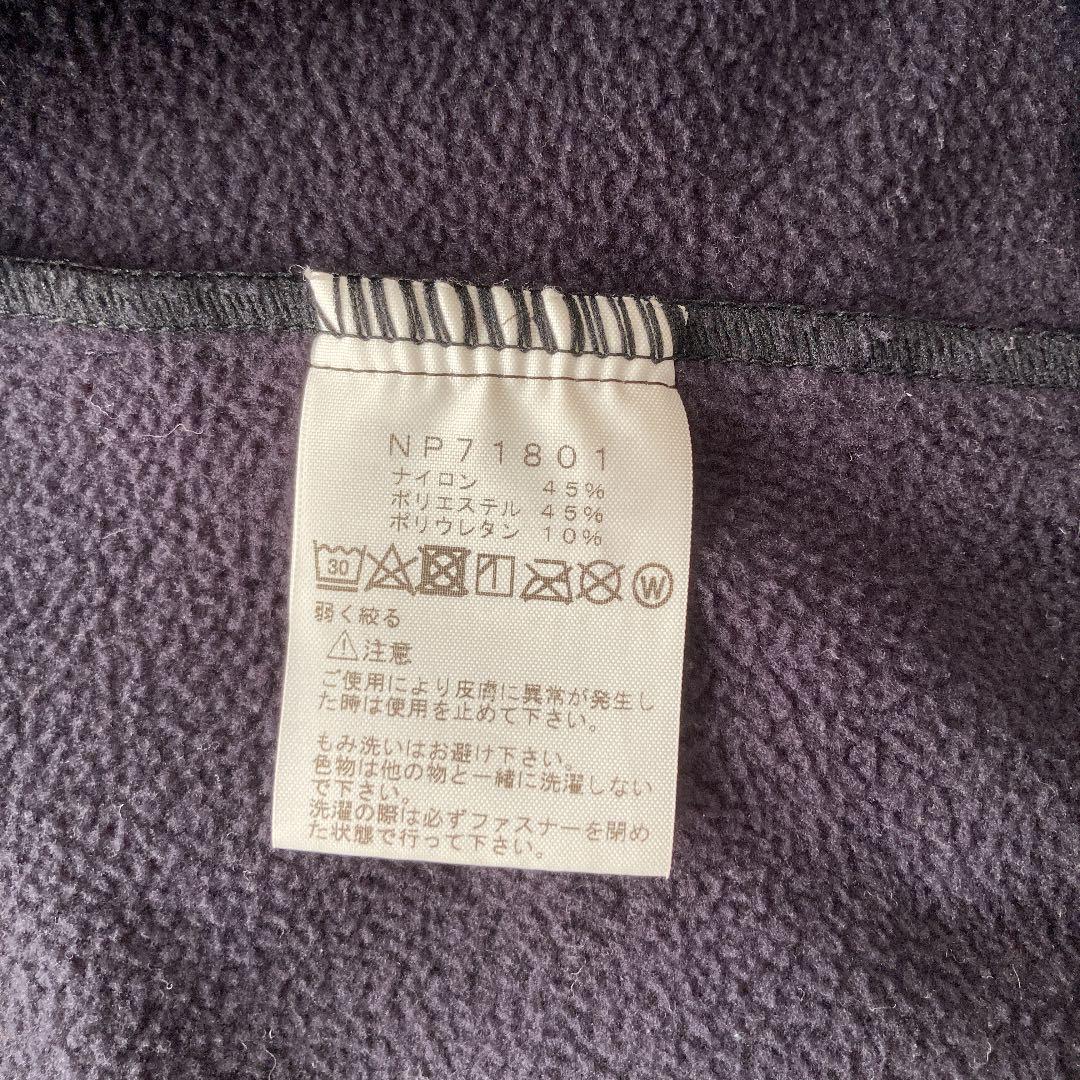 NP71801
ナイロン 45%
ポリエステル 45%
ポリウレタン 10%
30 W
弱く絞る
注意
ご使用により皮膚に異常が発生し
た時は使用を止めて下さい。
もみ洗いはお避け下さい。
色物は他の物と一緒に洗濯しない
で下さい。
洗濯の際は必ずファスナーを閉め
た状態で行って下さい。